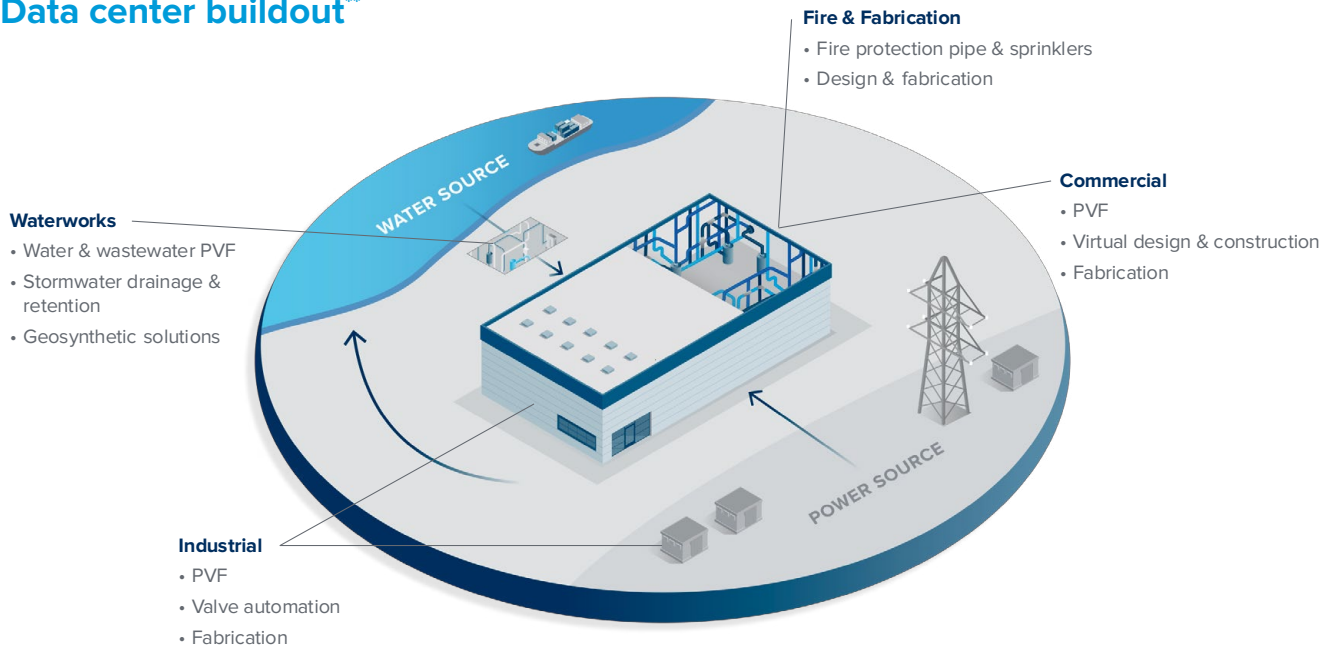 Data center buildout**
Fire & Fabrication
• Fire protection pipe & sprinklers
• Design & fabrication
Commercial
• PVF
• Virtual design & construction
• Fabrication
WATER SOURCE
Waterworks
• Water & wastewater PVF
• Stormwater drainage &
retention
• Geosynthetic solutions
POWER SOURCE
Industrial
• PVF
• Valve automation
• Fabrication